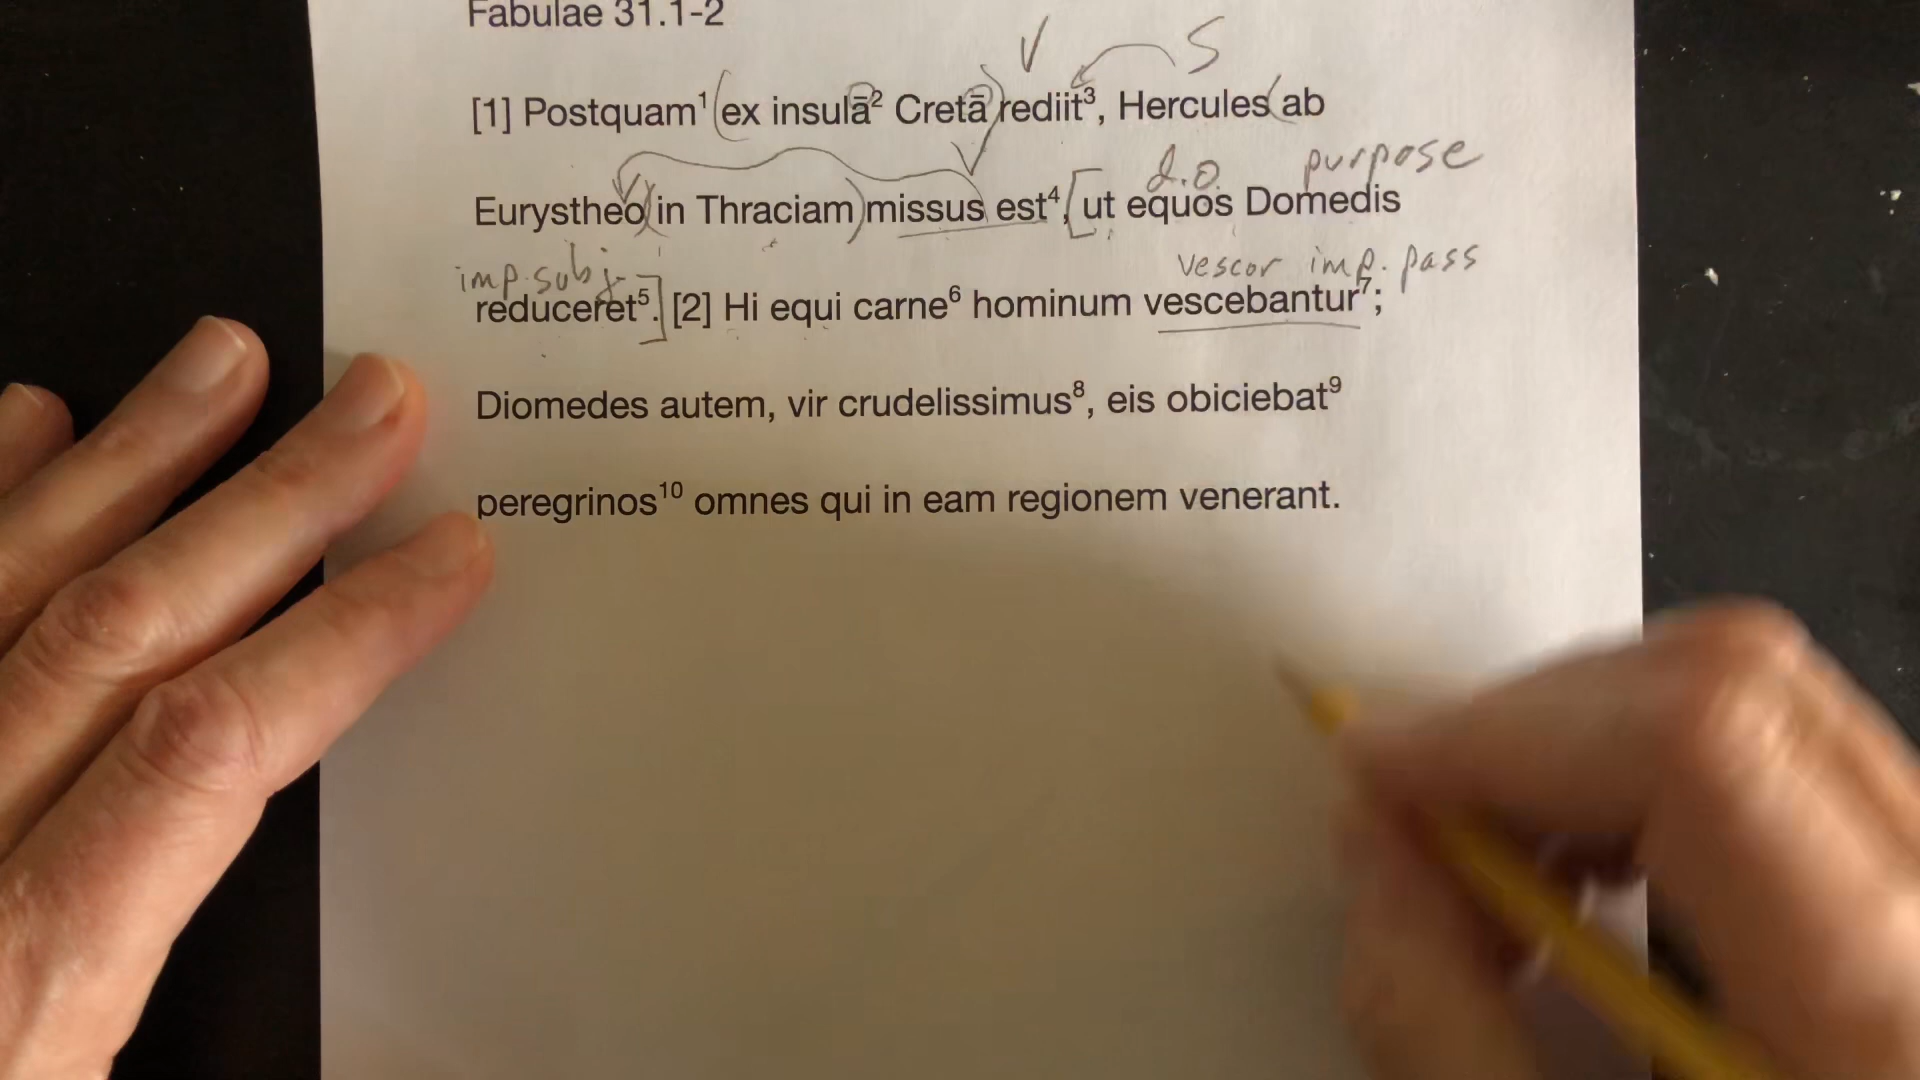 Fabulae 31.1-2
V S
[1] Postquam¹ ex insulā² Cretā rediit³, Hercules ab
d.o. purpose
Eurystheo in Thraciam missus est⁴, ut equos Domedis
imp. subj. vescor imp. pass
reduceret⁵. [2] Hi equi carne⁶ hominum vescebantur⁷;
Diomedes autem, vir crudelissimus⁸, eis obiciebat⁹
peregrinos¹⁰ omnes qui in eam regionem venerant.